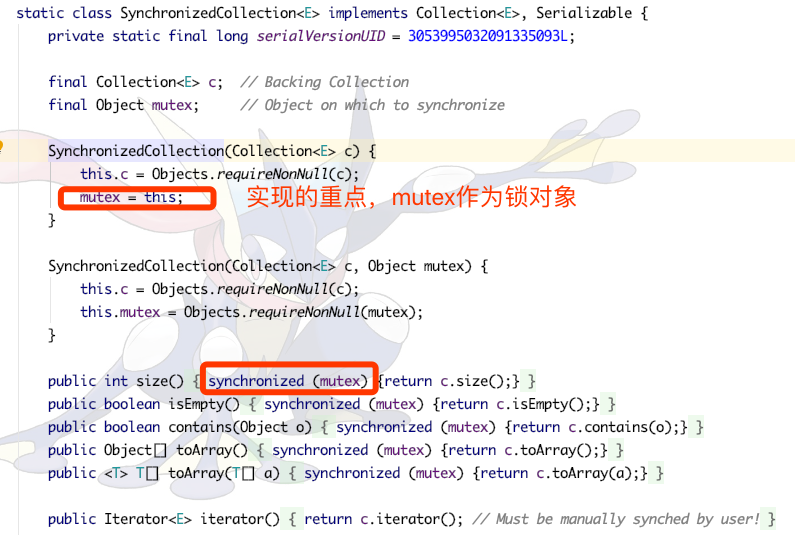 static class SynchronizedCollection<E> implements Collection<E>, Serializable {
private static final long serialVersionUID = 3053995032091335093L;
final Collection<E> c;  // Backing Collection
final Object mutex;     // Object on which to synchronize
SynchronizedCollection(Collection<E> c) {
this.c = Objects.requireNonNull(c);
mutex = this; 实现的重点，mutex作为锁对象
}
SynchronizedCollection(Collection<E> c, Object mutex) {
this.c = Objects.requireNonNull(c);
this.mutex = Objects.requireNonNull(mutex);
}
public int size() { synchronized (mutex) {return c.size();} }
public boolean isEmpty() { synchronized (mutex) {return c.isEmpty();} }
public boolean contains(Object o) { synchronized (mutex) {return c.contains(o);} }
public Object[] toArray() { synchronized (mutex) {return c.toArray();} }
public <T> T[] toArray(T[] a) { synchronized (mutex) {return c.toArray(a);} }
public Iterator<E> iterator() { return c.iterator(); // Must be manually synched by user! }